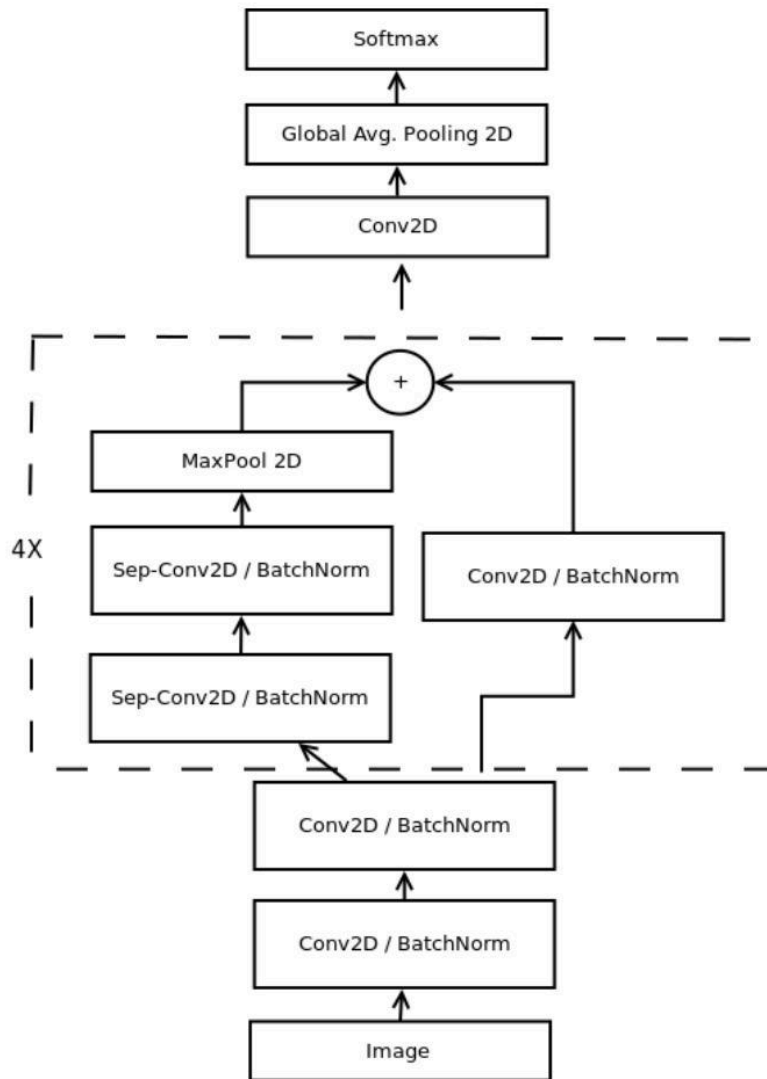 Softmax
Global Avg. Pooling 2D
Conv2D
+
MaxPool 2D
4X
Sep-Conv2D / BatchNorm
Conv2D / BatchNorm
Sep-Conv2D / BatchNorm
Conv2D / BatchNorm
Conv2D / BatchNorm
Image